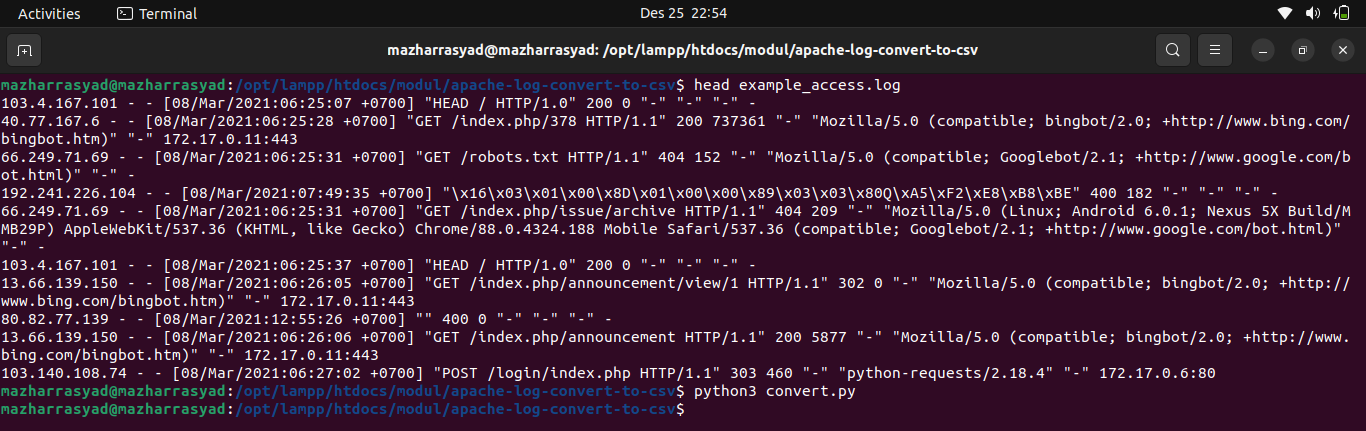 Activities
Terminal
Des 25 22:54
mazharrasyad@mazharrasyad: /opt/lampp/htdocs/modul/apache-log-convert-to-csv
mazharrasyad@mazharrasyad:/opt/lampp/htdocs/modul/apache-log-convert-to-csv$ head example_access.log
103.4.167.101 - - [08/Mar/2021:06:25:07 +0700] "HEAD / HTTP/1.0" 200 0 "-" "-" "-" -
40.77.167.6 - - [08/Mar/2021:06:25:28 +0700] "GET /index.php/378 HTTP/1.1" 200 737361 "-" "Mozilla/5.0 (compatible; bingbot/2.0; +http://www.bing.com/
bingbot.htm)" "-" 172.17.0.11:443
66.249.71.69 - - [08/Mar/2021:06:25:31 +0700] "GET /robots.txt HTTP/1.1" 404 152 "-" "Mozilla/5.0 (compatible; Googlebot/2.1; +http://www.google.com/b
ot.html)" "-" -
192.241.226.104 - - [08/Mar/2021:07:49:35 +0700] "\x16\x03\x01\x00\x8D\x01\x00\x00\x89\x03\x03\x80Q\xA5\xF2\xE8\xB8\xBE" 400 182 "-" "-" "-" -
66.249.71.69 - - [08/Mar/2021:06:25:31 +0700] "GET /index.php/issue/archive HTTP/1.1" 404 209 "-" "Mozilla/5.0 (Linux; Android 6.0.1; Nexus 5X Build/M
MB29P) AppleWebKit/537.36 (KHTML, like Gecko) Chrome/88.0.4324.188 Mobile Safari/537.36 (compatible; Googlebot/2.1; +http://www.google.com/bot.html)"
"-" -
103.4.167.101 - - [08/Mar/2021:06:25:37 +0700] "HEAD / HTTP/1.0" 200 0 "-" "-" "-" -
13.66.139.150 - - [08/Mar/2021:06:26:05 +0700] "GET /index.php/announcement/view/1 HTTP/1.1" 302 0 "-" "Mozilla/5.0 (compatible; bingbot/2.0; +http://
www.bing.com/bingbot.htm)" "-" 172.17.0.11:443
80.82.77.139 - - [08/Mar/2021:12:55:26 +0700] "" 400 0 "-" "-" "-" -
13.66.139.150 - - [08/Mar/2021:06:26:06 +0700] "GET /index.php/announcement HTTP/1.1" 200 5877 "-" "Mozilla/5.0 (compatible; bingbot/2.0; +http://www.
bing.com/bingbot.htm)" "-" 172.17.0.11:443
103.140.108.74 - - [08/Mar/2021:06:27:02 +0700] "POST /login/index.php HTTP/1.1" 303 460 "-" "python-requests/2.18.4" "-" 172.17.0.6:80
mazharrasyad@mazharrasyad:/opt/lampp/htdocs/modul/apache-log-convert-to-csv$ python3 convert.py
mazharrasyad@mazharrasyad:/opt/lampp/htdocs/modul/apache-log-convert-to-csv$